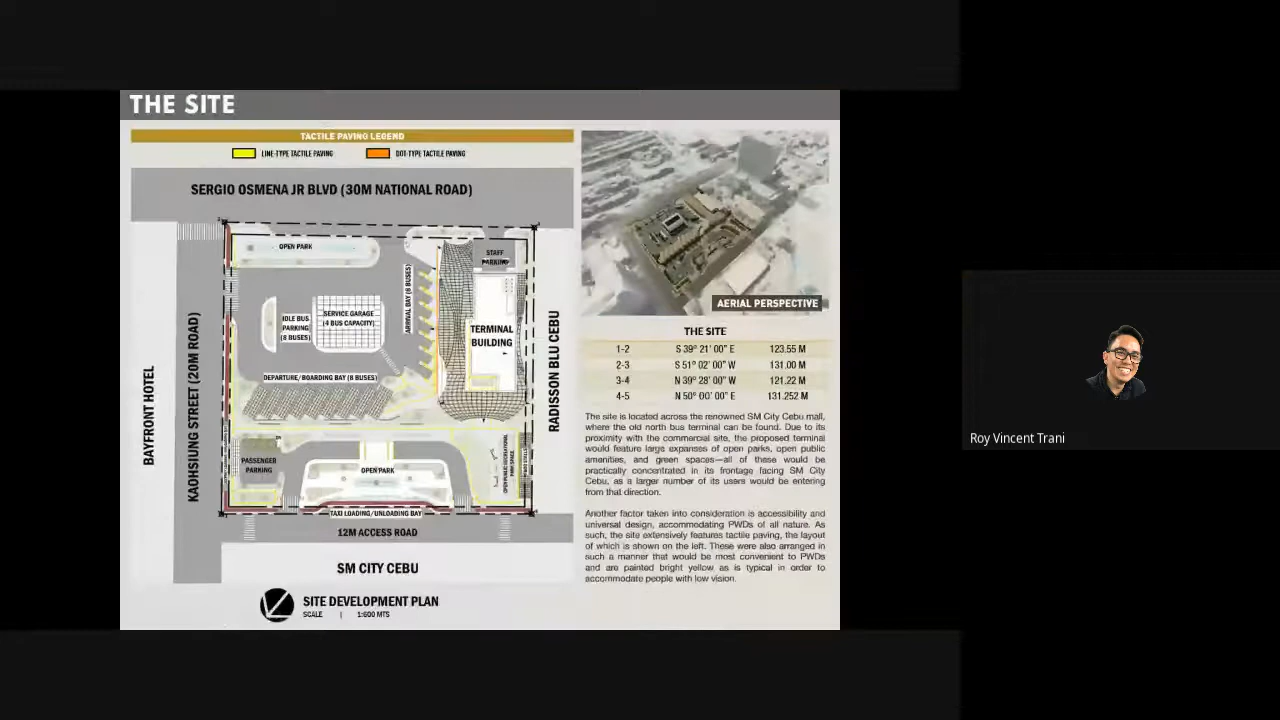 THE SITE
TACTILE PAVING LEGEND
LINE-TYPE TACTILE PAVING
DOT-TYPE TACTILE PAVING
SERGIO OSMENA JR BLVD (30M NATIONAL ROAD)
OPEN PARK
STAFF
PARKING
ARRIVAL BAY (8 BUSES)
IDLE BUS
PARKING
(8 BUSES)
SERVICE GARAGE
(4 BUS CAPACITY)
TERMINAL
BUILDING
DEPARTURE/BOARDING BAY (8 BUSES)
BAYFRONT HOTEL
KAOHSIUNG STREET (20M ROAD)
RADISSON BLU CEBU
PASSENGER
PARKING
OPEN PARK
TAXI LOADING/UNLOADING BAY
12M ACCESS ROAD
SM CITY CEBU
SITE DEVELOPMENT PLAN
SCALE | 1:600 MTS
AERIAL PERSPECTIVE
THE SITE
1-2 S 39° 21' 00" E 123.55 M
2-3 S 51° 02' 00" W 131.00 M
3-4 N 39° 28' 00" W 121.22 M
4-5 N 50° 00' 00" E 131.252 M
The site is located across the renowned SM City Cebu mall,
where the old north bus terminal can be found. Due to its
proximity with the commercial site, the proposed terminal
would feature large expanses of open parks, open public
amenities, and green spaces—all of these would be
practically concentrated in its frontage facing SM City
Cebu, as a larger number of its users would be entering
from that direction.
Another factor taken into consideration is accessibility and
universal design, accommodating PWDs of all nature. As
such, the site extensively features tactile paving, the layout
of which is shown on the left. These were also arranged in
such a manner that would be most convenient to PWDs
and are painted bright yellow as is typical in order to
accommodate people with low vision.
Roy Vincent Trani